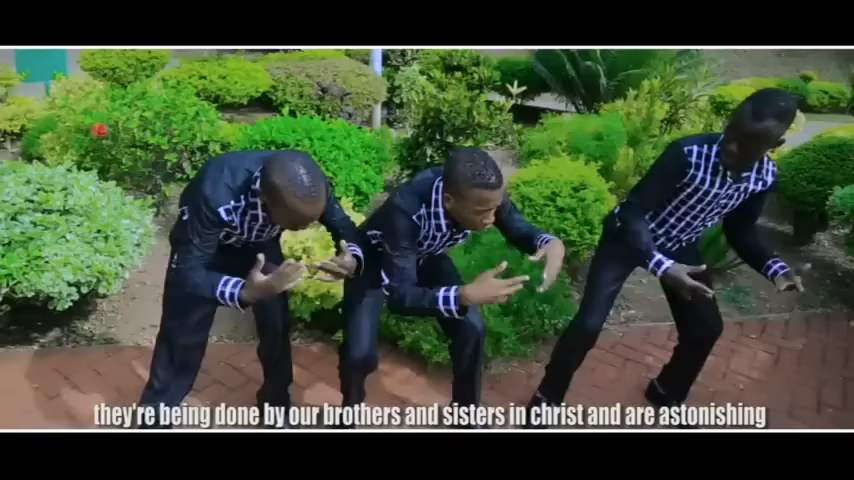 they're being done by our brothers and sisters in christ and are astonishing